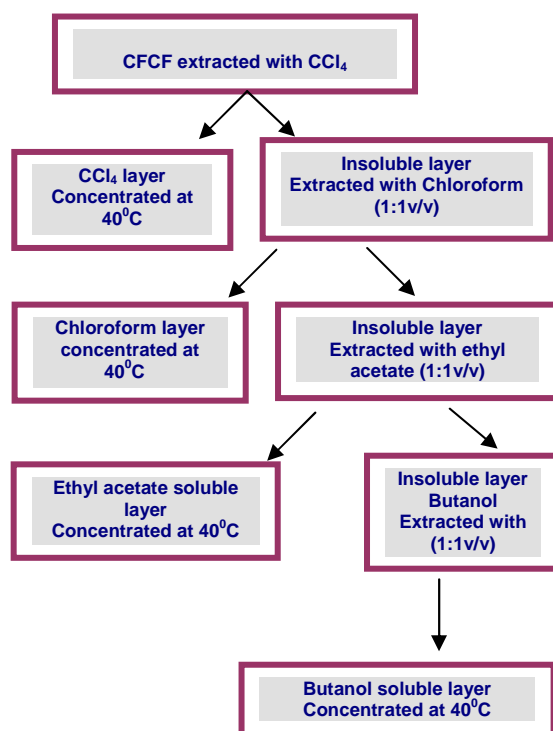 CFCF extracted with CCl₄
CCl₄ layer
Concentrated at
40⁰C
Insoluble layer
Extracted with Chloroform
(1:1v/v)
Chloroform layer
concentrated at
40⁰C
Insoluble layer
Extracted with ethyl
acetate (1:1v/v)
Ethyl acetate soluble
layer
Concentrated at 40⁰C
Insoluble layer
Butanol
Extracted with
(1:1v/v)
Butanol soluble layer
Concentrated at 40⁰C